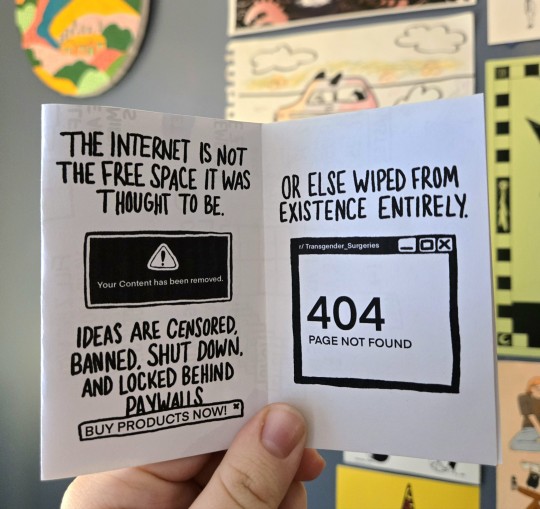 THE INTERNET IS NOT
THE FREE SPACE IT WAS
THOUGHT TO BE.
Your Content has been removed.
IDEAS ARE CENSORED,
BANNED, SHUT DOWN,
AND LOCKED BEHIND
PAYWALLS
BUY PRODUCTS NOW! x
OR ELSE WIPED FROM
EXISTENCE ENTIRELY.
r/ Transgender_Surgeries
404
PAGE NOT FOUND